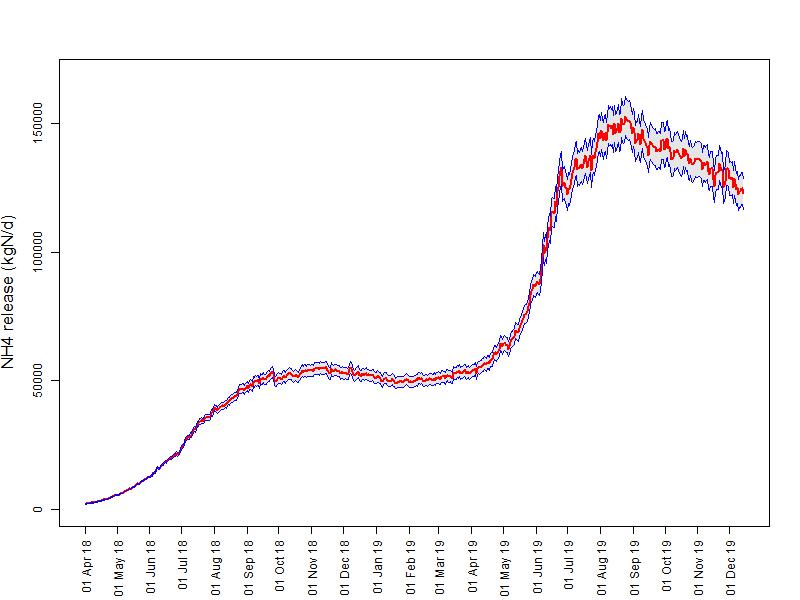 NH4 release (kgN/d)
150000
100000
50000
0
01 Apr 18
01 May 18
01 Jun 18
01 Jul 18
01 Aug 18
01 Sep 18
01 Oct 18
01 Nov 18
01 Dec 18
01 Jan 19
01 Feb 19
01 Mar 19
01 Apr 19
01 May 19
01 Jun 19
01 Jul 19
01 Aug 19
01 Sep 19
01 Oct 19
01 Nov 19
01 Dec 19